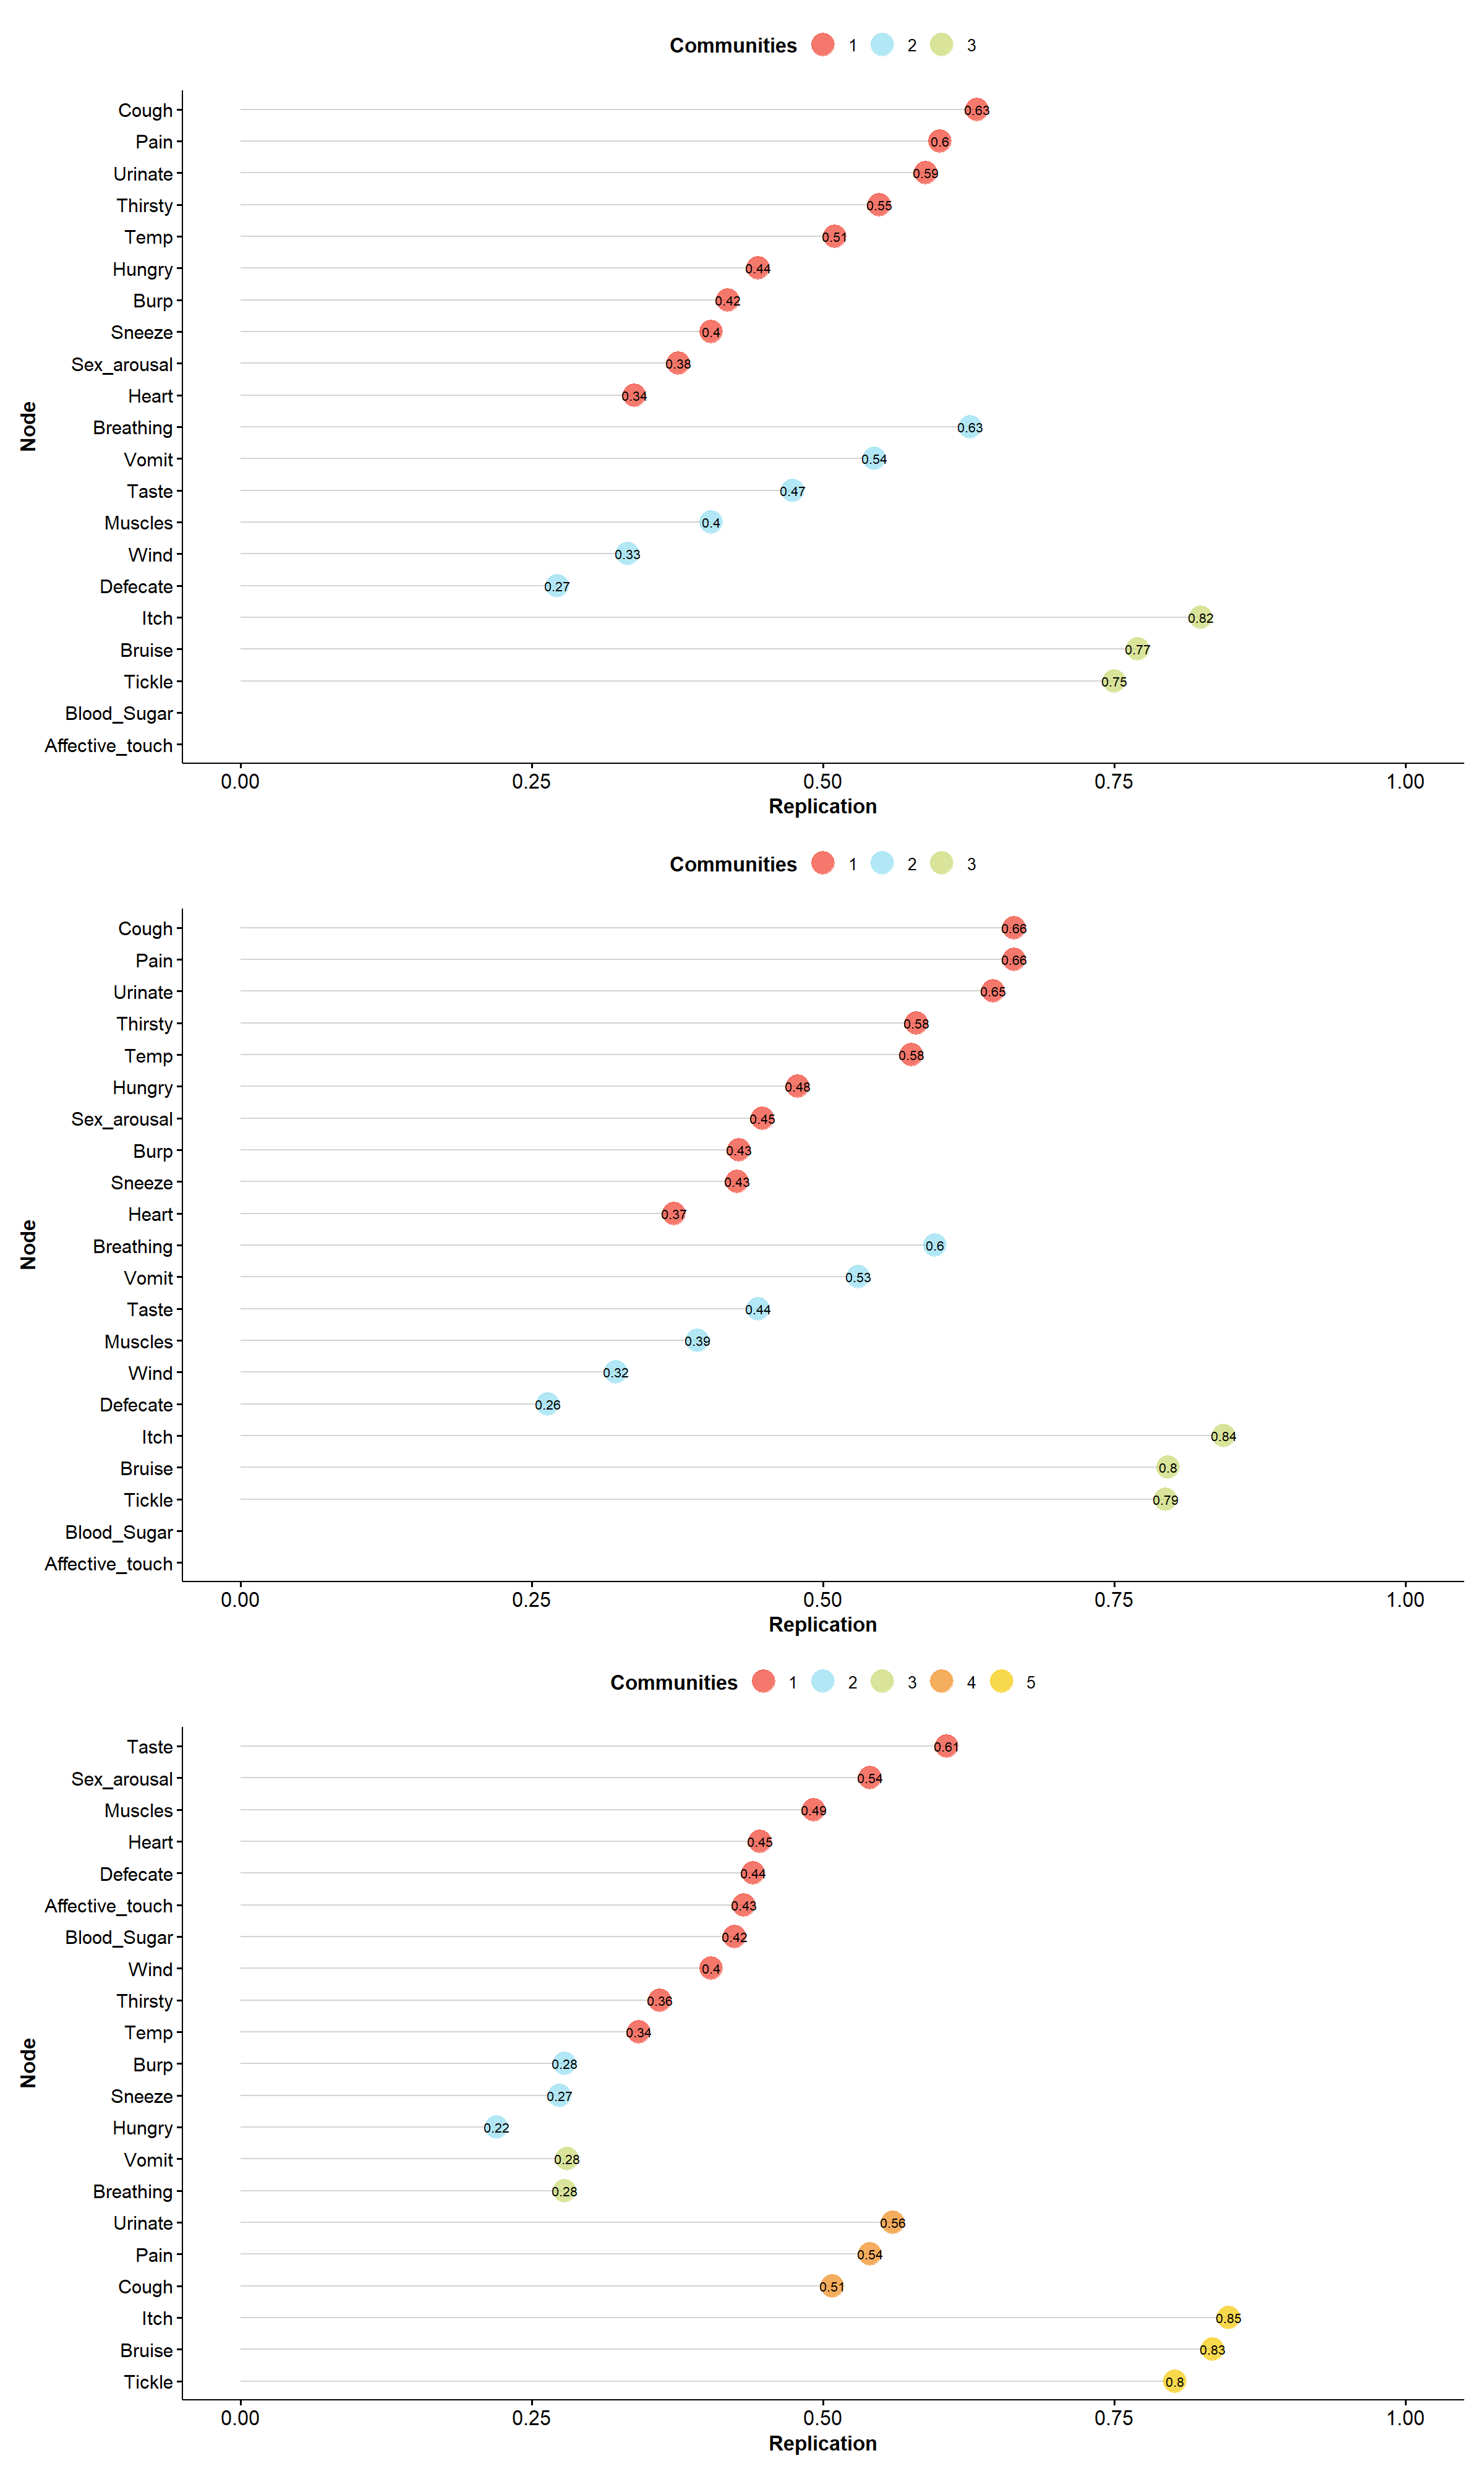 Communities 1 2 3
Cough 0.63
Pain 0.6
Urinate 0.59
Thirsty 0.55
Temp 0.51
Hungry 0.44
Burp 0.42
Sneeze 0.4
Sex_arousal 0.38
Heart 0.34
Breathing 0.63
Vomit 0.54
Taste 0.47
Muscles 0.4
Wind 0.33
Defecate 0.27
Itch 0.82
Bruise 0.77
Tickle 0.75
Blood_Sugar
Affective_touch
Node
0.00 0.25 0.50 0.75 1.00
Replication
Communities 1 2 3
Cough 0.66
Pain 0.66
Urinate 0.65
Thirsty 0.58
Temp 0.58
Hungry 0.48
Sex_arousal 0.45
Burp 0.43
Sneeze 0.43
Heart 0.37
Breathing 0.6
Vomit 0.53
Taste 0.44
Muscles 0.39
Wind 0.32
Defecate 0.26
Itch 0.84
Bruise 0.8
Tickle 0.79
Blood_Sugar
Affective_touch
Node
0.00 0.25 0.50 0.75 1.00
Replication
Communities 1 2 3 4 5
Taste 0.61
Sex_arousal 0.54
Muscles 0.49
Heart 0.45
Defecate 0.44
Affective_touch 0.43
Blood_Sugar 0.42
Wind 0.4
Thirsty 0.36
Temp 0.34
Burp 0.28
Sneeze 0.27
Hungry 0.22
Vomit 0.28
Breathing 0.28
Urinate 0.56
Pain 0.54
Cough 0.51
Itch 0.85
Bruise 0.83
Tickle 0.8
Node
0.00 0.25 0.50 0.75 1.00
Replication